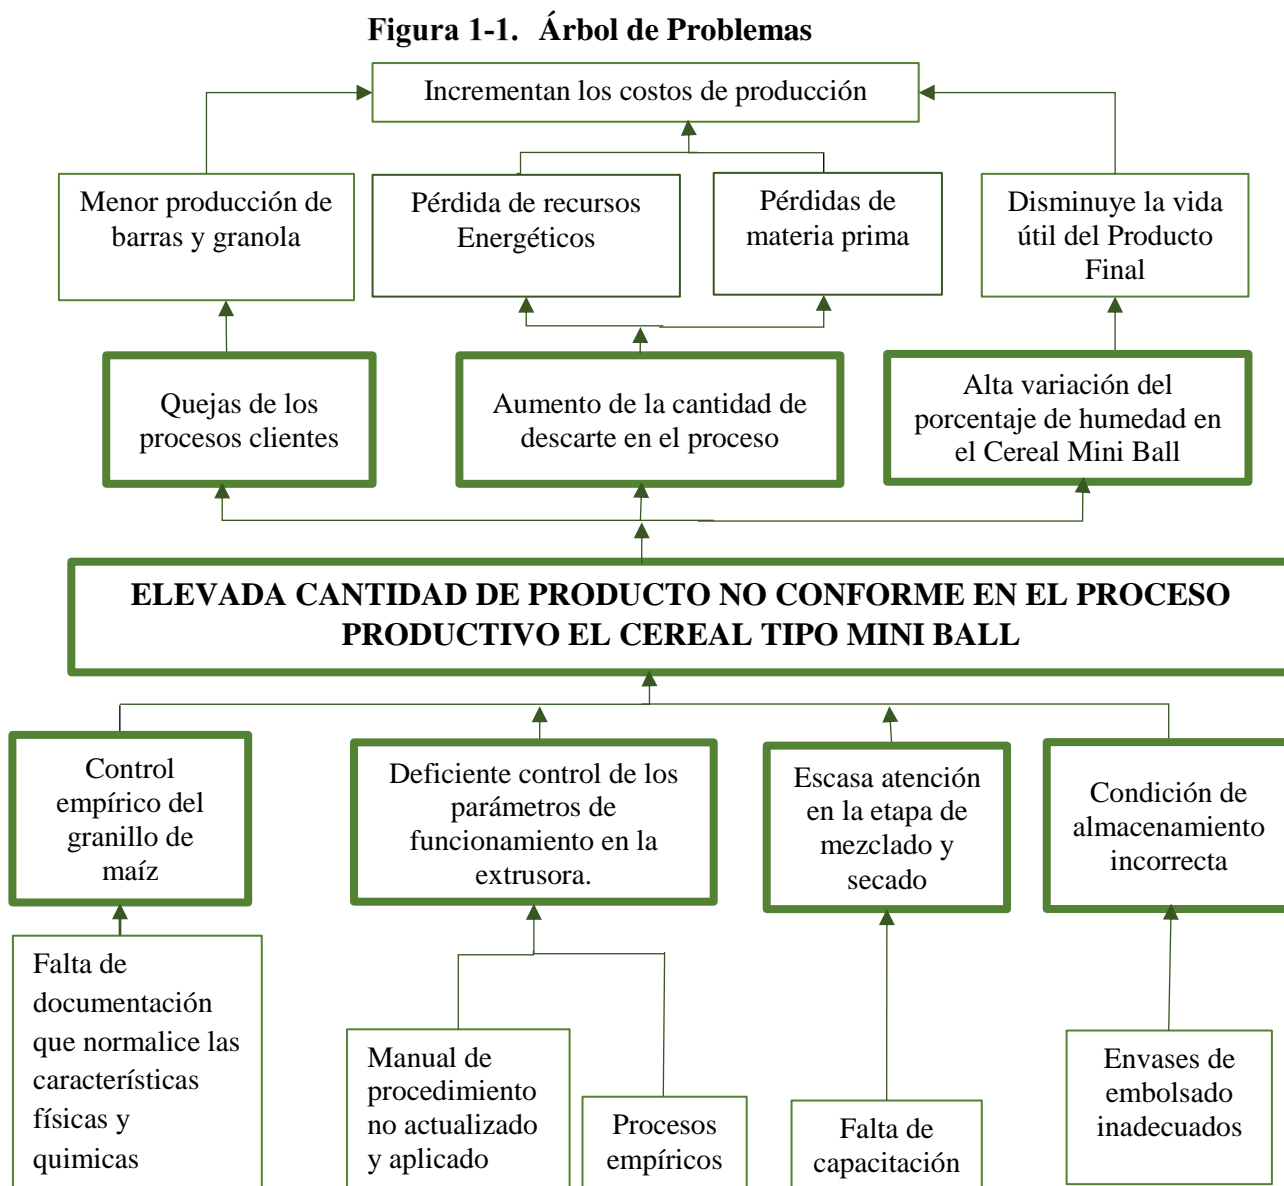 Figura 1-1. Árbol de Problemas
Incrementan los costos de producción
Menor producción de
barras y granola
Pérdida de recursos
Energéticos
Pérdidas de
materia prima
Disminuye la vida
útil del Producto
Final
Quejas de los
procesos clientes
Aumento de la cantidad de
descarte en el proceso
Alta variación del
porcentaje de humedad en
el Cereal Mini Ball
ELEVADA CANTIDAD DE PRODUCTO NO CONFORME EN EL PROCESO
PRODUCTIVO EL CEREAL TIPO MINI BALL
Control
empírico del
granillo de
maíz
Deficiente control de los
parámetros de
funcionamiento en la
extrusora.
Escasa atención
en la etapa de
mezclado y
secado
Condición de
almacenamiento
incorrecta
Falta de
documentación
que normalice las
características
físicas y
quimicas
Manual de
procedimiento
no actualizado
y aplicado
Procesos
empíricos
Falta de
capacitación
Envases de
embolsado
inadecuados